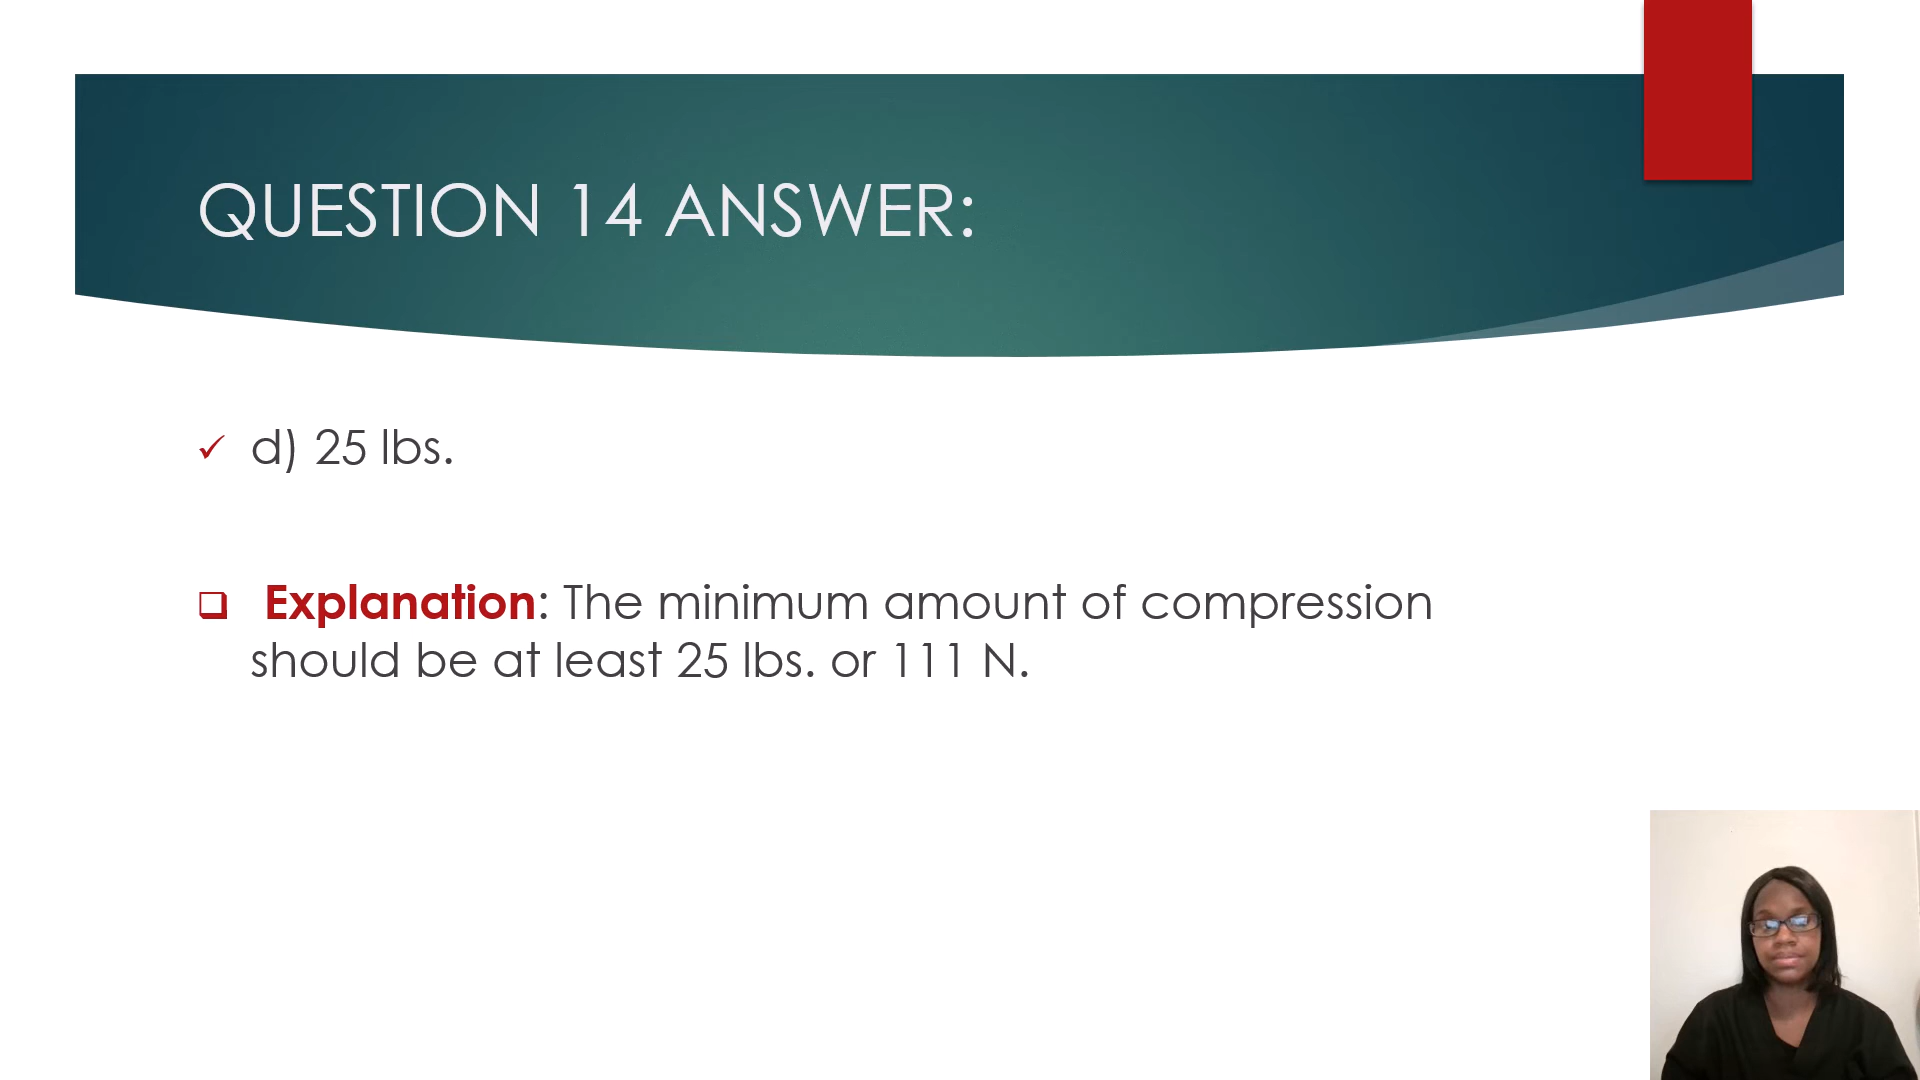 QUESTION 14 ANSWER:
d) 25 lbs.
Explanation: The minimum amount of compression
should be at least 25 lbs. or 111 N.